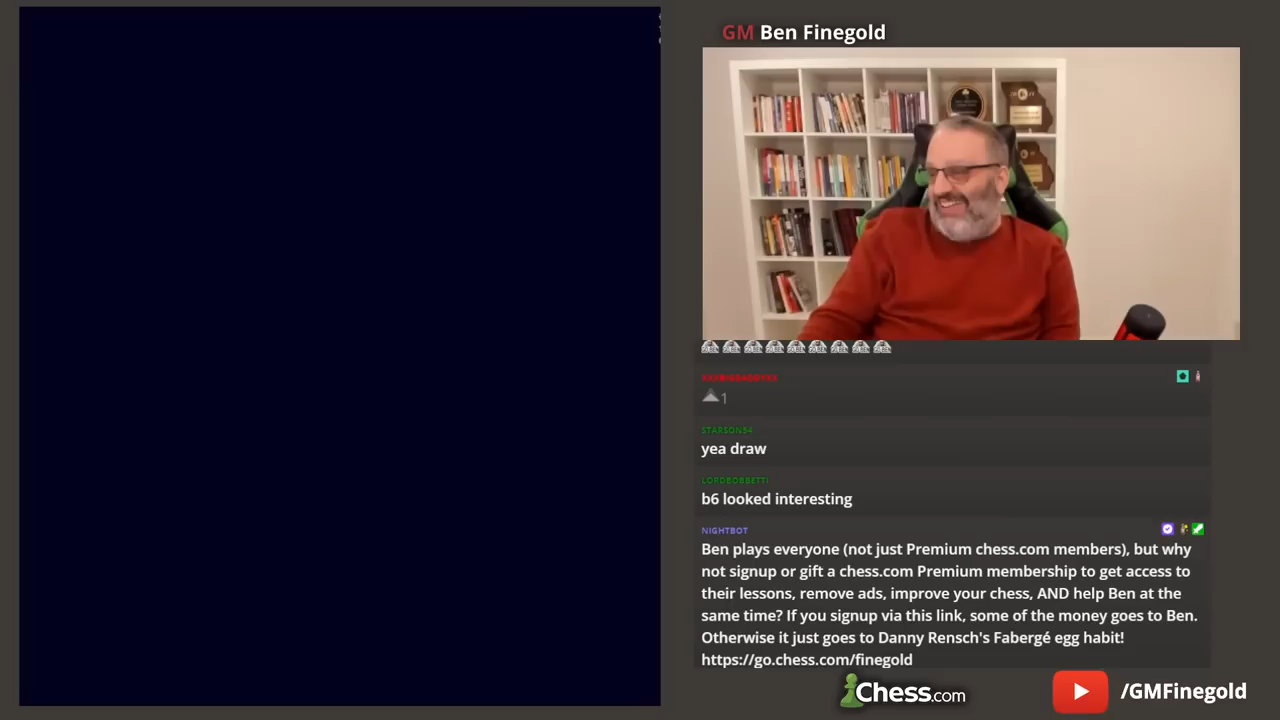 GM Ben Finegold
1
STARSON54
yea draw
LORDBOBBETTI
b6 looked interesting
NIGHTBOT
Ben plays everyone (not just Premium chess.com members), but why
not signup or gift a chess.com Premium membership to get access to
their lessons, remove ads, improve your chess, AND help Ben at the
same time? If you signup via this link, some of the money goes to Ben.
Otherwise it just goes to Danny Rensch's Fabergé egg habit!
https://go.chess.com/finegold
Chess.com
/GMFinegold